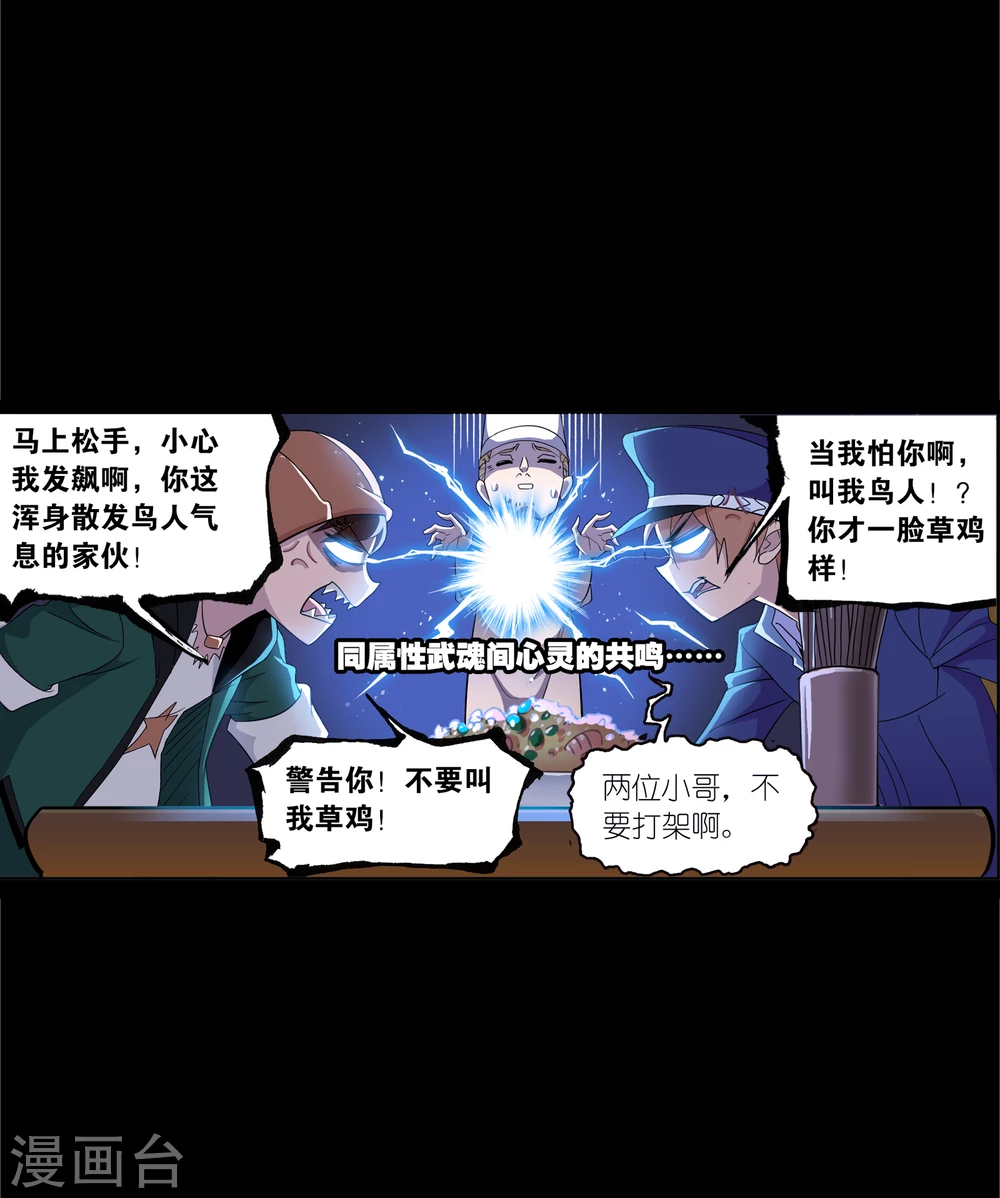 马上松手，小心
我发飙啊，你这
浑身散发鸟人气
息的家伙！
当我怕你啊，
叫我鸟人！？
你才一脸草鸡
样！
同属性武魂间心灵的共鸣……
警告你！不要叫
我草鸡！
两位小哥，不
要打架啊。
漫画台